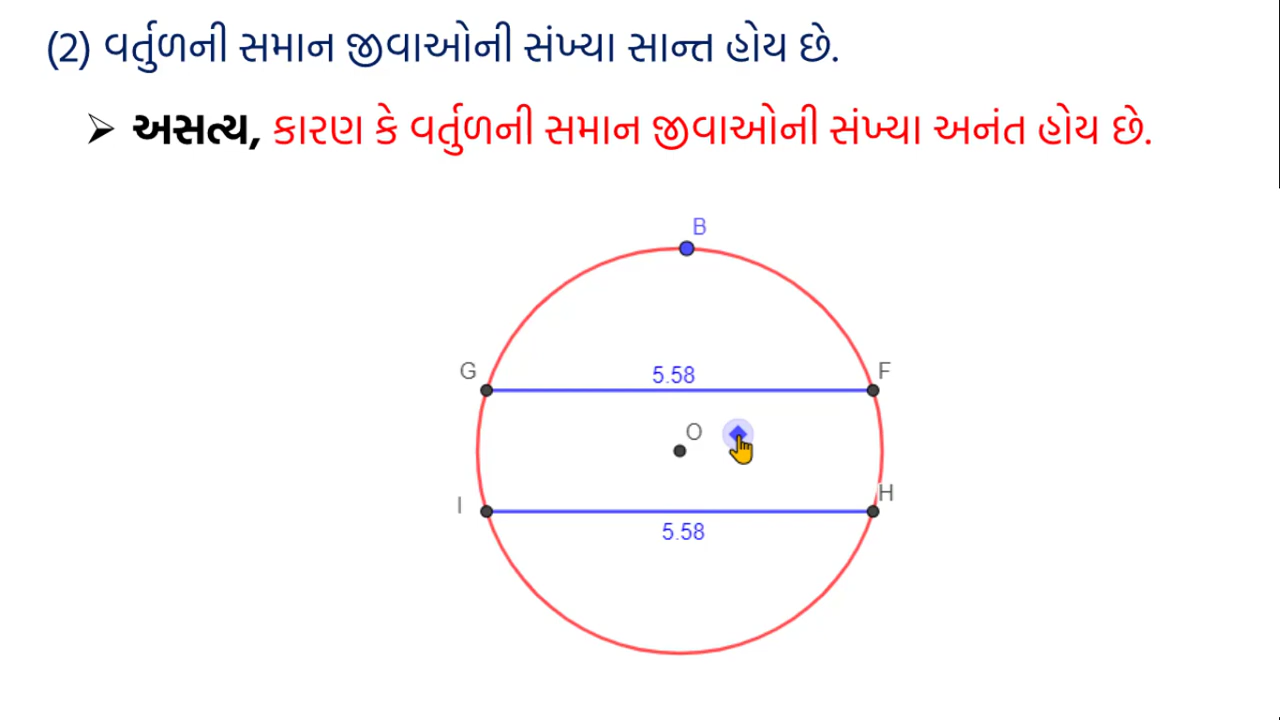 (2) વર્તુળની સમાન જીવાઓની સંખ્યા સાન્ત હોય છે.
➢ અસત્ય, કારણ કે વર્તુળની સમાન જીવાઓની સંખ્યા અનંત હોય છે.
B
G
5.58
F
O
I
H
5.58